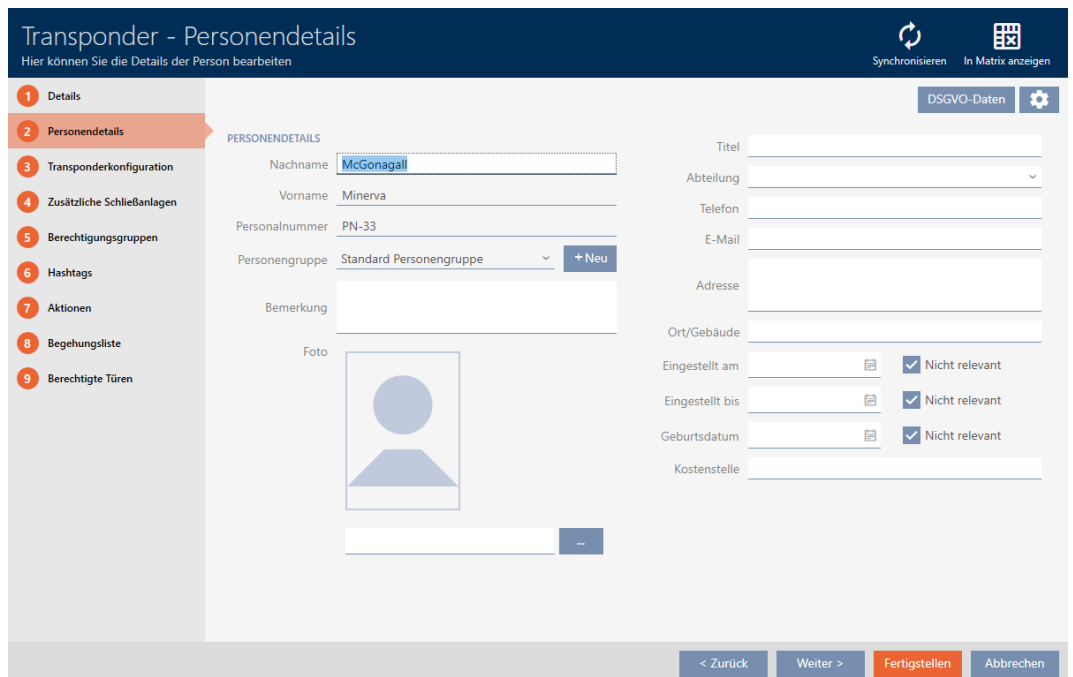 Transponder - Personendetails
Hier können Sie die Details der Person bearbeiten
Synchronisieren
In Matrix anzeigen
1 Details
2 Personendetails
3 Transponderkonfiguration
4 Zusätzliche Schließanlagen
5 Berechtigungsgruppen
6 Hashtags
7 Aktionen
8 Begehungsliste
9 Berechtigte Türen
DSGVO-Daten
PERSONENDETAILS
Nachname McGonagall
Vorname Minerva
Personalnummer PN-33
Personengruppe Standard Personengruppe + Neu
Bemerkung
Foto
...
Titel
Abteilung
Telefon
E-Mail
Adresse
Ort/Gebäude
Eingestellt am Nicht relevant
Eingestellt bis Nicht relevant
Geburtsdatum Nicht relevant
Kostenstelle
< Zurück
Weiter >
Fertigstellen
Abbrechen